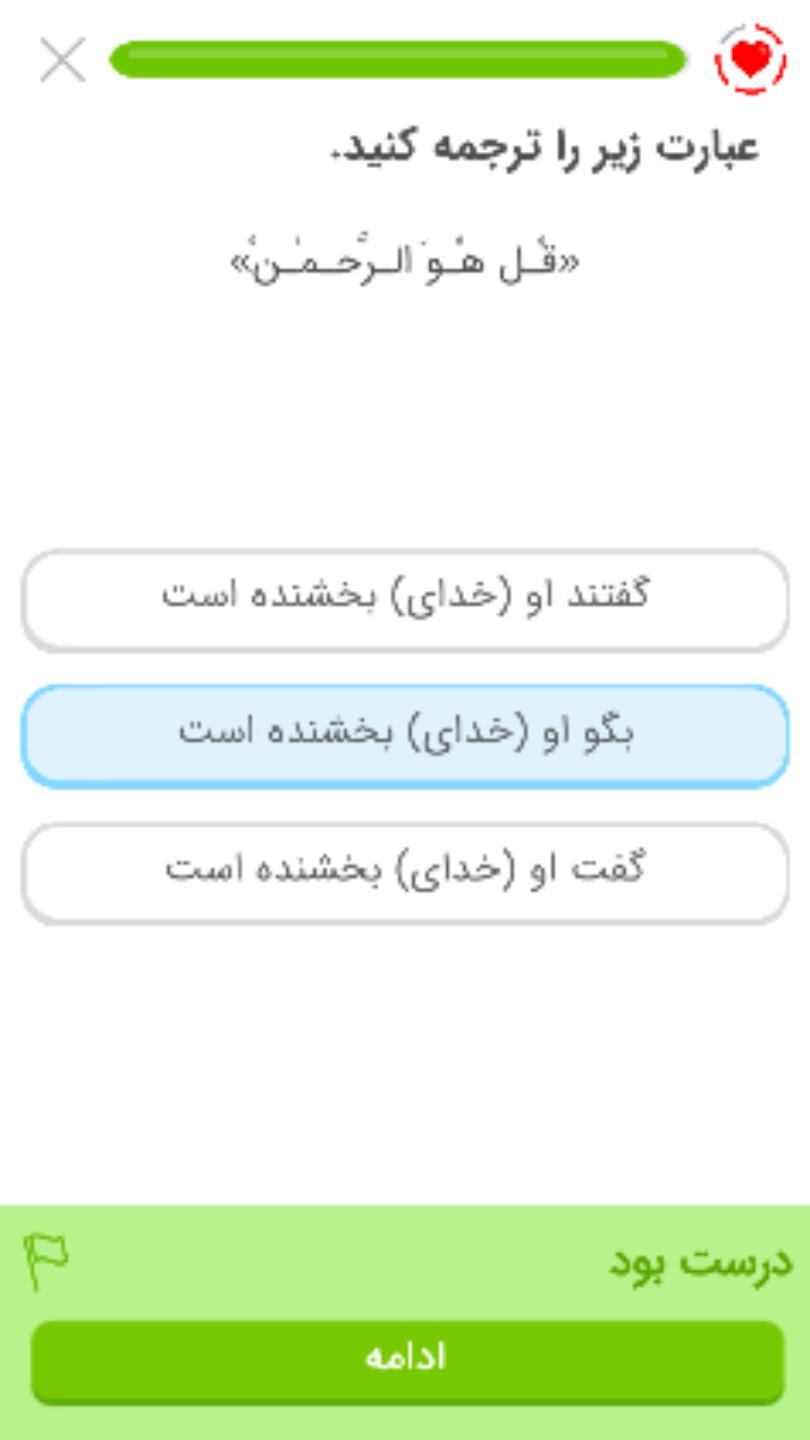 عبارت زیر را ترجمه کنید.
«قُل هُوَ الرَّحمٰنُ»
گفتند او (خدای) بخشنده است
بگو او (خدای) بخشنده است
گفت او (خدای) بخشنده است
درست بود
ادامه